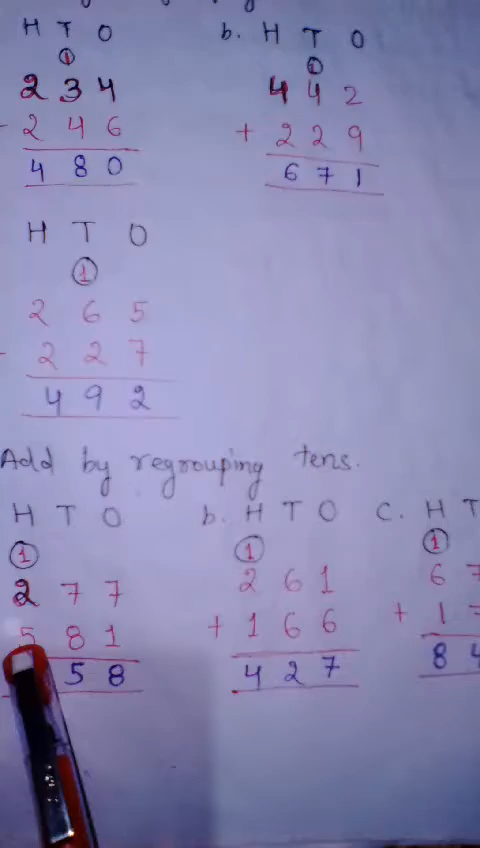 H T O
1
2 3 4
- 2 4 6
4 8 0
b. H T O
1
4 4 2
+ 2 2 9
6 7 1
H T O
1
2 6 5
- 2 2 7
4 9 2
Add by regrouping tens.
H T O
1
2 7 7
5 8 1
5 8
b. H T O
1
2 6 1
+ 1 6 6
4 2 7
c. H T
1
6 7
+ 1
8 4